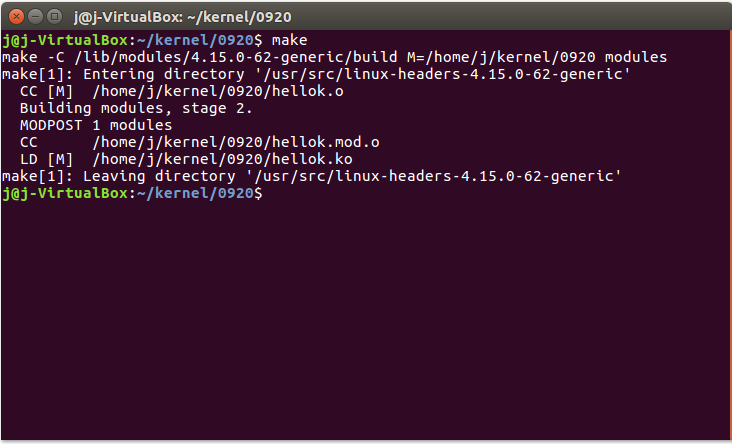 j@j-VirtualBox: ~/kernel/0920
j@j-VirtualBox:~/kernel/0920$ make
make -C /lib/modules/4.15.0-62-generic/build M=/home/j/kernel/0920 modules
make[1]: Entering directory '/usr/src/linux-headers-4.15.0-62-generic'
  CC [M]  /home/j/kernel/0920/hellok.o
  Building modules, stage 2.
  MODPOST 1 modules
  CC      /home/j/kernel/0920/hellok.mod.o
  LD [M]  /home/j/kernel/0920/hellok.ko
make[1]: Leaving directory '/usr/src/linux-headers-4.15.0-62-generic'
j@j-VirtualBox:~/kernel/0920$